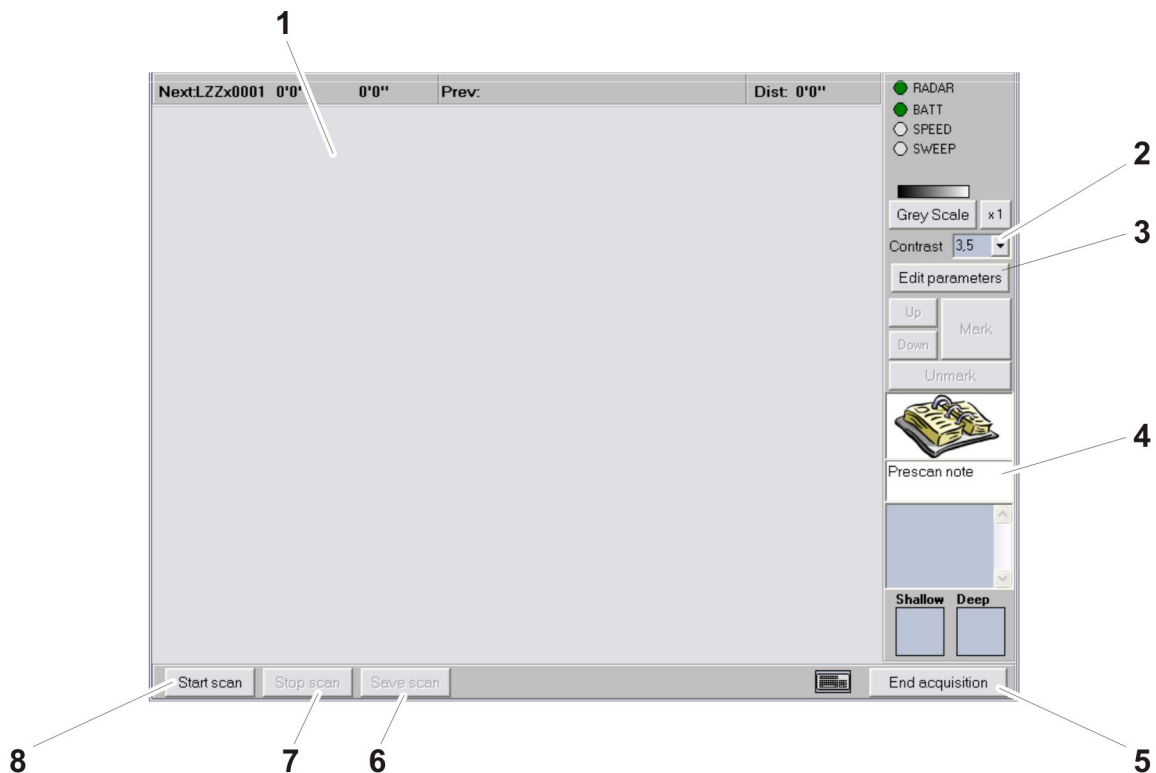 1
Next:LZZx0001 0'0'' 0'0'' Prev: Dist: 0'0''
RADAR
BATT
SPEED
SWEEP
2
Grey Scale x1
3
Contrast 3,5
Edit parameters
Up
Mark
Down
Unmark
4
Prescan note
Shallow Deep
Start scan Stop scan Save scan End acquisition
8 7 6 5